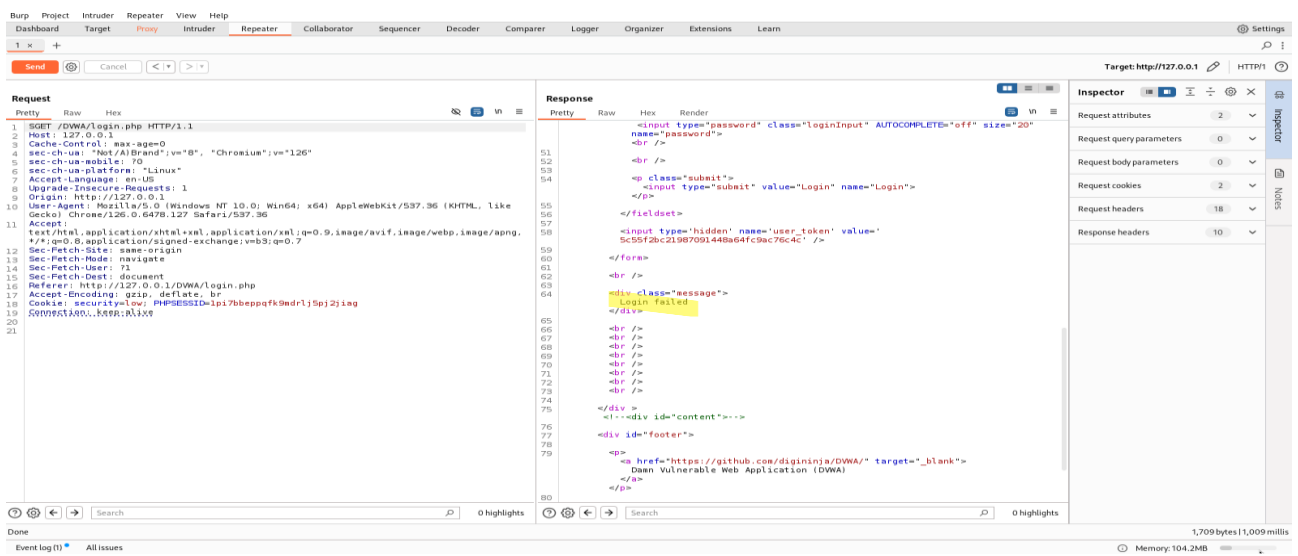 Burp Project Intruder Repeater View Help
Dashboard Target Proxy Intruder Repeater Collaborator Sequencer Decoder Comparer Logger Organizer Extensions Learn Settings
1 × +
Send Cancel < >
Target: http://127.0.0.1 HTTP/1
Request
Pretty Raw Hex \n
1 SGET /DVWA/login.php HTTP/1.1
2 Host: 127.0.0.1
3 Cache-Control: max-age=0
4 sec-ch-ua: "Not/A)Brand";v="8", "Chromium";v="126"
5 sec-ch-ua-mobile: ?0
6 sec-ch-ua-platform: "Linux"
7 Accept-Language: en-US
8 Upgrade-Insecure-Requests: 1
9 Origin: http://127.0.0.1
10 User-Agent: Mozilla/5.0 (Windows NT 10.0; Win64; x64) AppleWebKit/537.36 (KHTML, like
Gecko) Chrome/126.0.6478.127 Safari/537.36
11 Accept:
text/html,application/xhtml+xml,application/xml;q=0.9,image/avif,image/webp,image/apng,
*/*;q=0.8,application/signed-exchange;v=b3;q=0.7
12 Sec-Fetch-Site: same-origin
13 Sec-Fetch-Mode: navigate
14 Sec-Fetch-User: ?1
15 Sec-Fetch-Dest: document
16 Referer: http://127.0.0.1/DVWA/login.php
17 Accept-Encoding: gzip, deflate, br
18 Cookie: security=low; PHPSESSID=1pi7bbeppqfk9mdrlj5pj2jiag
19 Connection: keep-alive
20
21
Search 0 highlights
Response
Pretty Raw Hex Render \n
<input type="password" class="loginInput" AUTOCOMPLETE="off" size="20"
name="password">
<br />
51
52 <br />
53
54 <p class="submit">
<input type="submit" value="Login" name="Login">
</p>
55
56 </fieldset>
57
58 <input type='hidden' name='user_token' value='
5c55f2bc21987091448a64fc9ac76c4c' />
59
60 </form>
61
62 <br />
63
64 <div class="message">
Login failed
</div>
65
66 <br />
67 <br />
68 <br />
69 <br />
70 <br />
71 <br />
72 <br />
73 <br />
74
75 </div >
<!--<div id="content">-->
76
77 <div id="footer">
78
79 <p>
<a href="https://github.com/digininja/DVWA/" target="_blank">
Damn Vulnerable Web Application (DVWA)
</a>
</p>
80
Search 0 highlights
Inspector
Request attributes 2
Request query parameters 0
Request body parameters 0
Request cookies 2
Request headers 18
Response headers 10
Inspector
Notes
Done 1,709 bytes | 1,009 millis
Event log (1) All issues Memory: 104.2MB